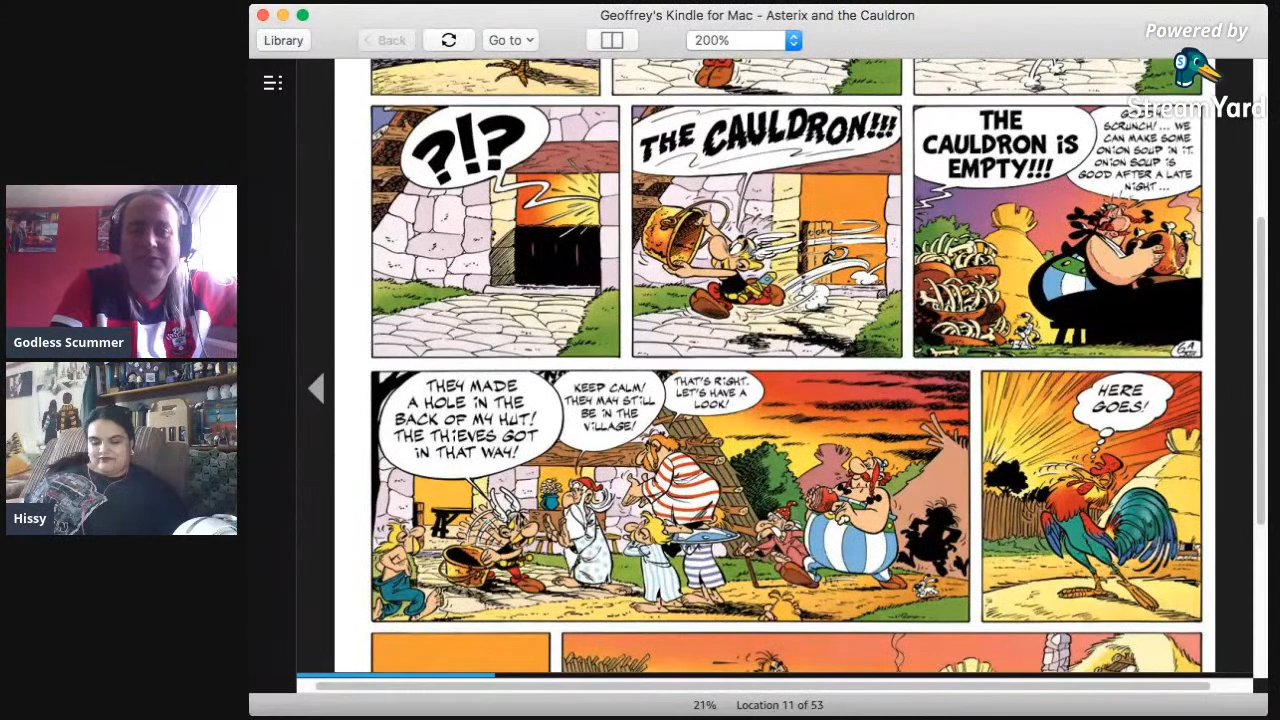 Geoffrey's Kindle for Mac - Asterix and the Cauldron
Library
Back
Go to
200%
Powered by
StreamYard
?!?
THE CAULDRON!!!
THE
CAULDRON IS
EMPTY!!!
SCRUNCH!... WE
CAN MAKE SOME
ONION SOUP IN IT.
ONION SOUP IS
GOOD AFTER A LATE
NIGHT...
THEY MADE
A HOLE IN THE
BACK OF MY HUT!
THE THIEVES GOT
IN THAT WAY!
KEEP CALM!
THEY MAY STILL
BE IN THE
VILLAGE!
THAT'S RIGHT.
LET'S HAVE A
LOOK!
HERE
GOES!
Godless Scummer
Hissy
21% Location 11 of 53